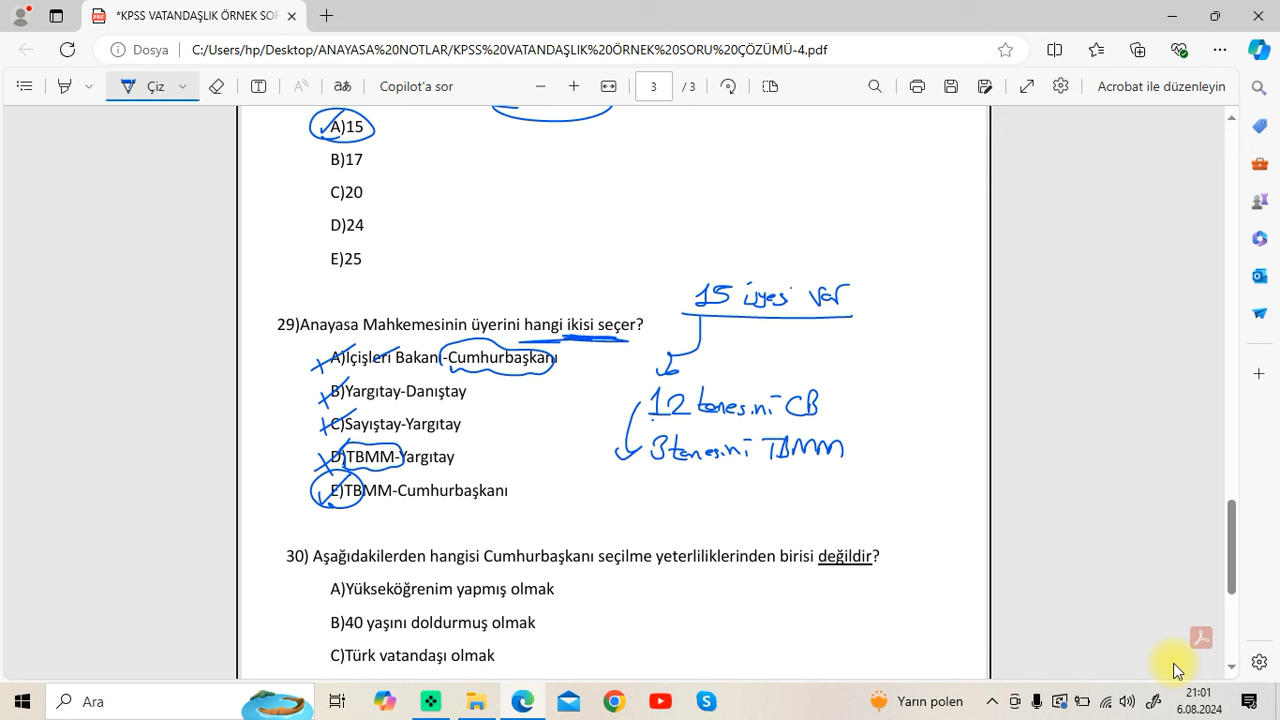 *KPSS VATANDAŞLIK ÖRNEK SOR
Dosya
C:/Users/hp/Desktop/ANAYASA%20NOTLAR/KPSS%20VATANDAŞLIK%20ÖRNEK%20SORU%20ÇÖZÜMÜ-4.pdf
Çiz
aあ
Copilot'a sor
3 / 3
Acrobat ile düzenleyin
A)15
B)17
C)20
D)24
E)25
15 üyesi var
29)Anayasa Mahkemesinin üyerini hangi ikisi seçer?
A)İçişleri Bakanı-Cumhurbaşkanı
B)Yargıtay-Danıştay
12 tanesini CB
C)Sayıştay-Yargıtay
3 tanesini TBMM
D)TBMM-Yargıtay
E)TBMM-Cumhurbaşkanı
30) Aşağıdakilerden hangisi Cumhurbaşkanı seçilme yeterliliklerinden birisi değildir?
A)Yükseköğrenim yapmış olmak
B)40 yaşını doldurmuş olmak
C)Türk vatandaşı olmak
Ara
Yarın polen
21:01
6.08.2024